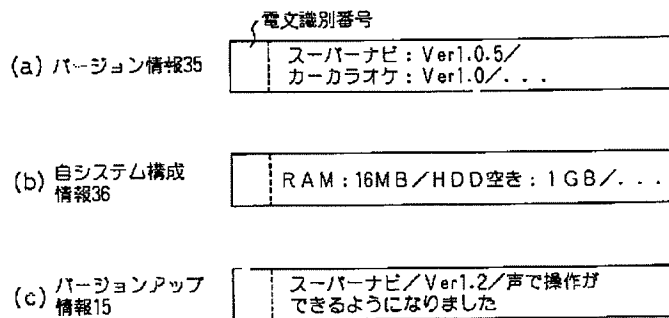 電文識別番号
(a) バージョン情報35
スーパーナビ：Ver1.0.5/
カーカラオケ：Ver1.0/...
(b) 自システム構成
情報36
RAM：16MB/HDD空き：1GB/...
(c) バージョンアップ
情報15
スーパーナビ/Ver1.2/声で操作が
できるようになりました